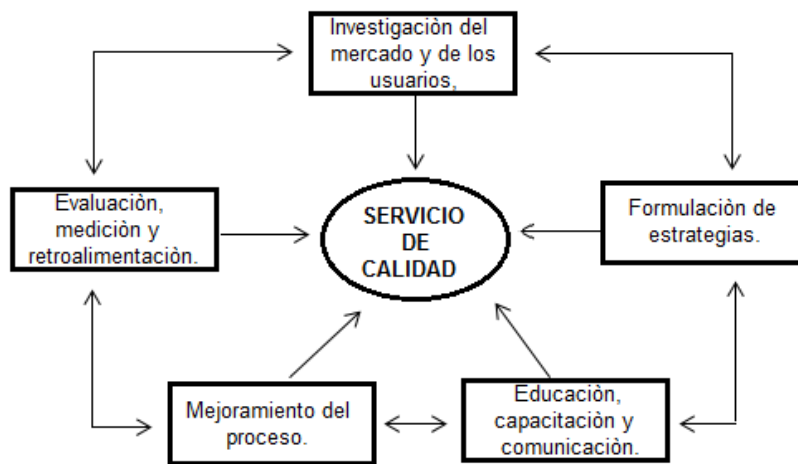 Investigaciòn del
mercado y de los
usuarios,
Evaluaciòn,
mediciòn y
retroalimentaciòn.
SERVICIO
DE
CALIDAD
Formulaciòn de
estrategias.
Mejoramiento del
proceso.
Educaciòn,
capacitaciòn y
comunicaciòn.